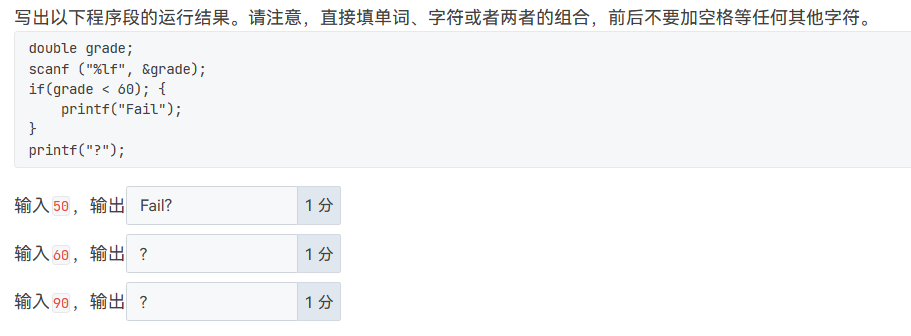 写出以下程序段的运行结果。请注意，直接填单词、字符或者两者的组合，前后不要加空格等任何其他字符。
double grade;
scanf ("%lf", &grade);
if(grade < 60); {
    printf("Fail");
}
printf("?");
输入50，输出 Fail? 1 分
输入60，输出 ? 1 分
输入90，输出 ? 1 分